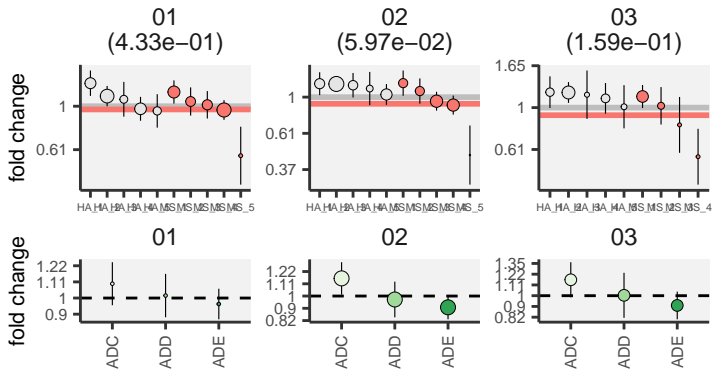 01
(4.33e−01)
02
(5.97e−02)
03
(1.59e−01)
fold change
1
0.61
1
0.61
0.37
1.65
1
0.61
01
02
03
fold change
1.22
1.11
1
0.9
1.22
1.11
1
0.9
0.82
1.35
1.22
1.11
1
0.9
0.82
ADC
ADD
ADE
ADC
ADD
ADE
ADC
ADD
ADE